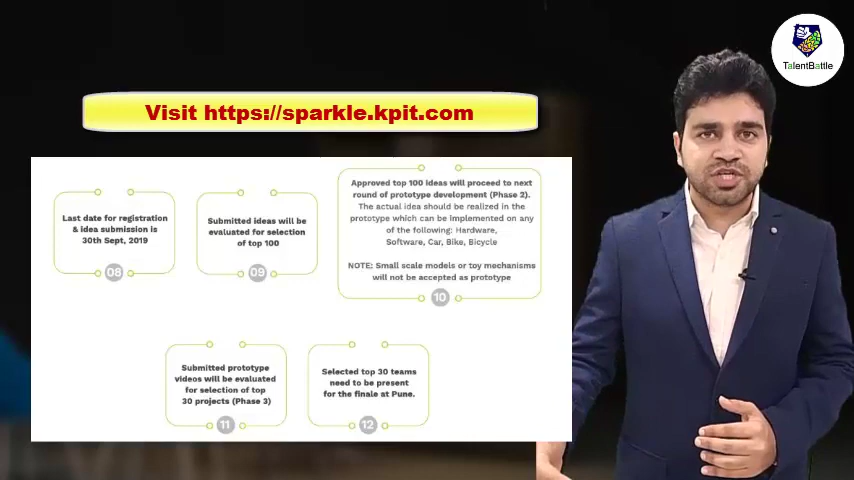 TalentBattle
Visit https://sparkle.kpit.com
Last date for registration
& idea submission is
30th Sept, 2019
08
Submitted ideas will be
evaluated for selection
of top 100
09
Approved top 100 ideas will proceed to next
round of prototype development (Phase 2).
The actual idea should be realized in the
prototype which can be implemented on any
of the following: Hardware,
Software, Car, Bike, Bicycle
NOTE: Small scale models or toy mechanisms
will not be accepted as prototype
10
Submitted prototype
videos will be evaluated
for selection of top
30 projects (Phase 3)
11
Selected top 30 teams
need to be present
for the finale at Pune.
12